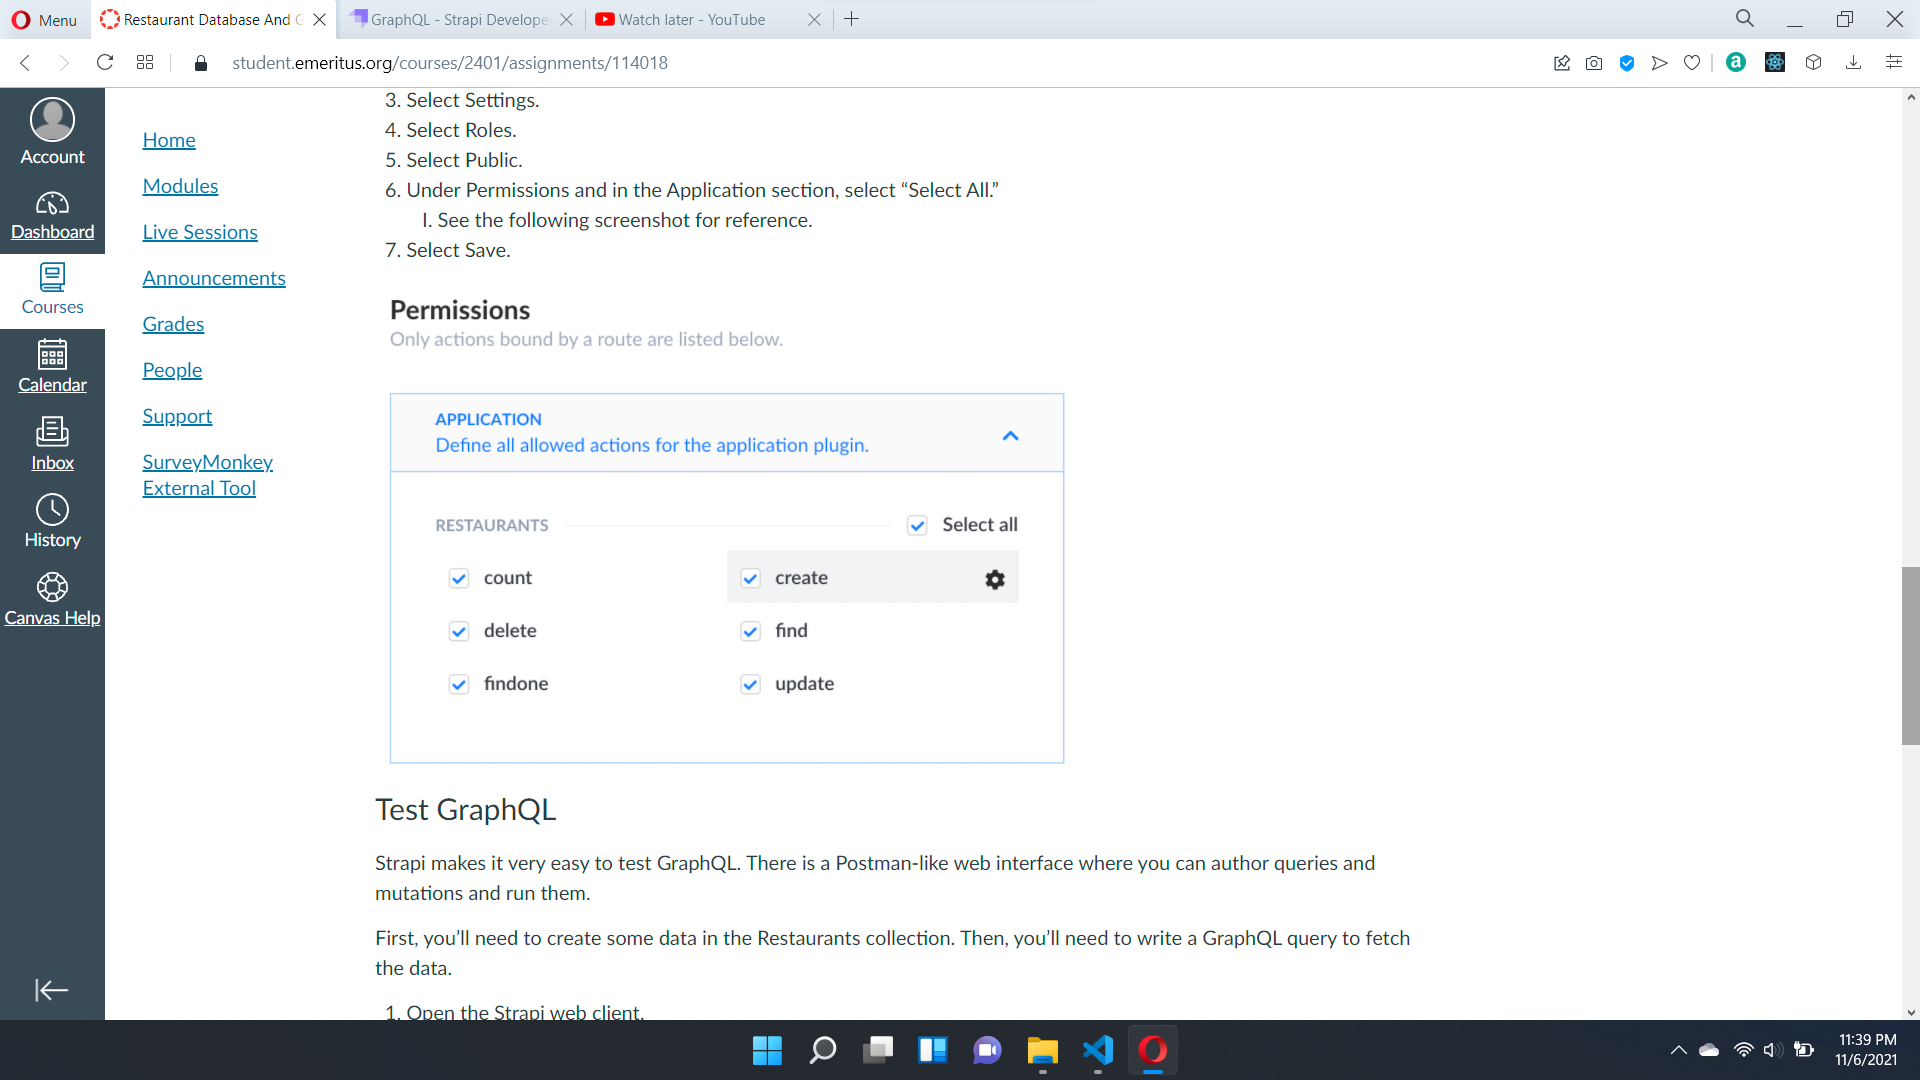 Menu
Restaurant Database And G
GraphQL - Strapi Develope
Watch later - YouTube
student.emeritus.org/courses/2401/assignments/114018
Account
Dashboard
Courses
Calendar
Inbox
History
Canvas Help
Home
Modules
Live Sessions
Announcements
Grades
People
Support
SurveyMonkey
External Tool
3. Select Settings.
4. Select Roles.
5. Select Public.
6. Under Permissions and in the Application section, select “Select All.”
I. See the following screenshot for reference.
7. Select Save.
Permissions
Only actions bound by a route are listed below.
APPLICATION
Define all allowed actions for the application plugin.
RESTAURANTS
Select all
count
create
delete
find
findone
update
Test GraphQL
Strapi makes it very easy to test GraphQL. There is a Postman-like web interface where you can author queries and
mutations and run them.
First, you’ll need to create some data in the Restaurants collection. Then, you’ll need to write a GraphQL query to fetch
the data.
1. Open the Strapi web client.
11:39 PM
11/6/2021